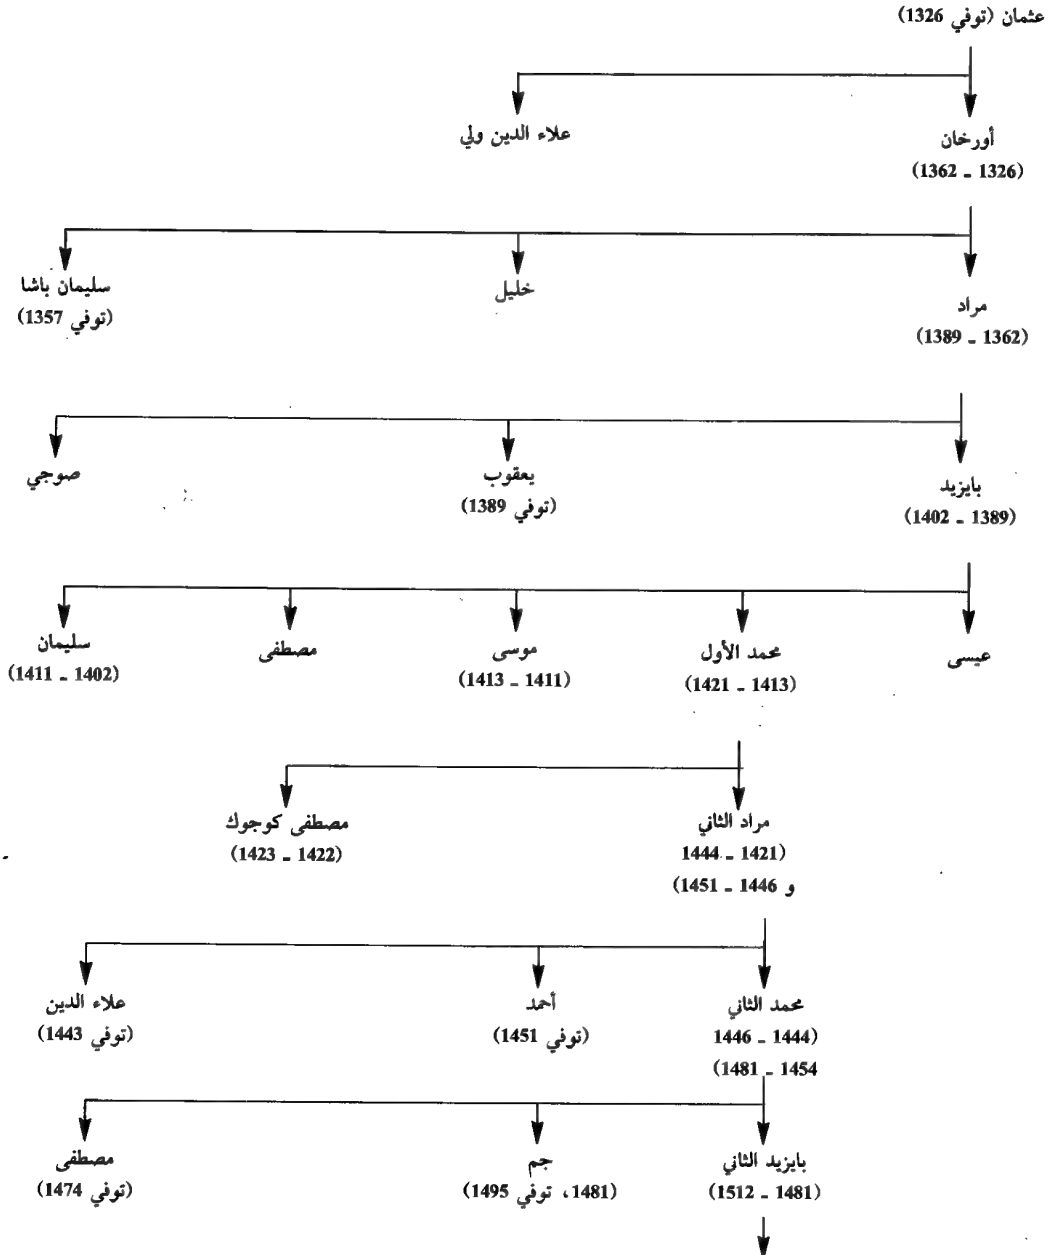 عثمان (توفي 1326)
أورخان
(1326 ـ 1362)
علاء الدين ولي
مراد
(1362 ـ 1389)
خليل
سليمان باشا
(توفي 1357)
بايزيد
(1389 ـ 1402)
يعقوب
(توفي 1389)
صوجي
عيسى
محمد الأول
(1413 ـ 1421)
موسى
(1411 ـ 1413)
مصطفى
سليمان
(1402 ـ 1411)
مراد الثاني
(1421 ـ 1444
و 1446 ـ 1451)
مصطفى كوجوك
(1422 ـ 1423)
محمد الثاني
(1444 ـ 1446
1454 ـ 1481)
أحمد
(توفي 1451)
علاء الدين
(توفي 1443)
بايزيد الثاني
(1481 ـ 1512)
جم
(1481، توفي 1495)
مصطفى
(توفي 1474)